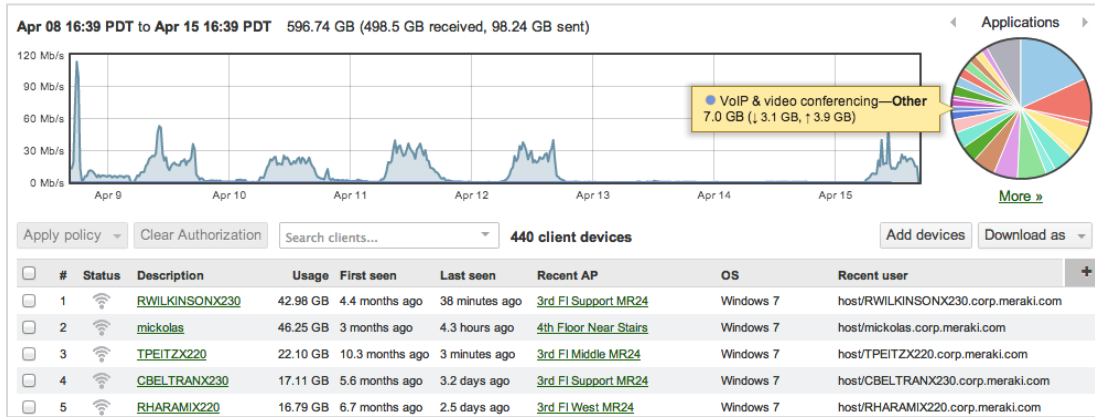 Apr 08 16:39 PDT to Apr 15 16:39 PDT 596.74 GB (498.5 GB received, 98.24 GB sent)
Applications
120 Mb/s
90 Mb/s
60 Mb/s
30 Mb/s
0 Mb/s
VoIP & video conferencing—Other
7.0 GB (↓ 3.1 GB, ↑ 3.9 GB)
Apr 9 Apr 10 Apr 11 Apr 12 Apr 13 Apr 14 Apr 15
More »
Apply policy Clear Authorization Search clients... 440 client devices Add devices Download as
# Status Description Usage First seen Last seen Recent AP OS Recent user +
1 RWILKINSONX230 42.98 GB 4.4 months ago 38 minutes ago 3rd Fl Support MR24 Windows 7 host/RWILKINSONX230.corp.meraki.com
2 mickolas 46.25 GB 3 months ago 4.3 hours ago 4th Floor Near Stairs Windows 7 host/mickolas.corp.meraki.com
3 TPEITZX220 22.10 GB 10.3 months ago 3 minutes ago 3rd Fl Middle MR24 Windows 7 host/TPEITZX220.corp.meraki.com
4 CBELTRANX230 17.11 GB 5.6 months ago 3.2 days ago 3rd Fl Support MR24 Windows 7 host/CBELTRANX230.corp.meraki.com
5 RHARAMIX220 16.79 GB 6.7 months ago 2.5 days ago 3rd Fl West MR24 Windows 7 host/RHARAMIX220.corp.meraki.com